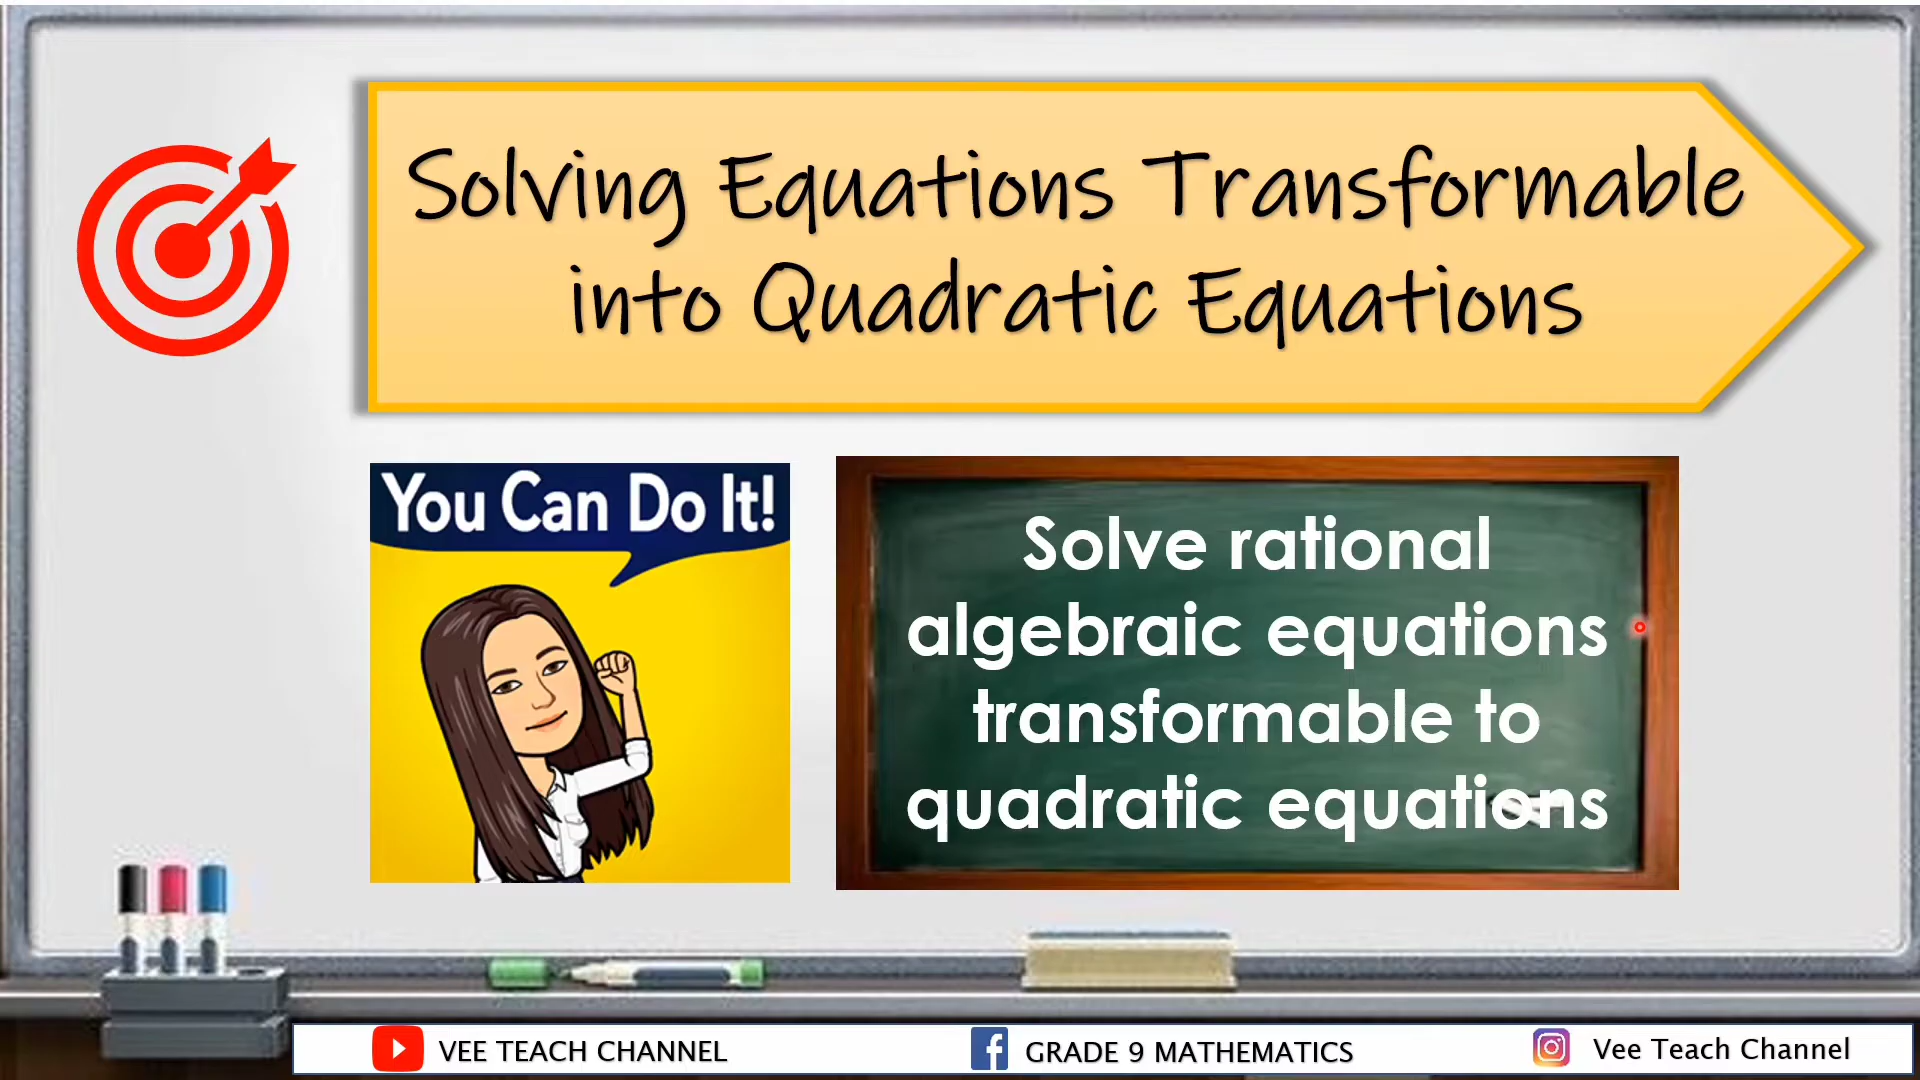 Solving Equations Transformable
into Quadratic Equations
You Can Do It!
Solve rational
algebraic equations
transformable to
quadratic equations
VEE TEACH CHANNEL
GRADE 9 MATHEMATICS
Vee Teach Channel